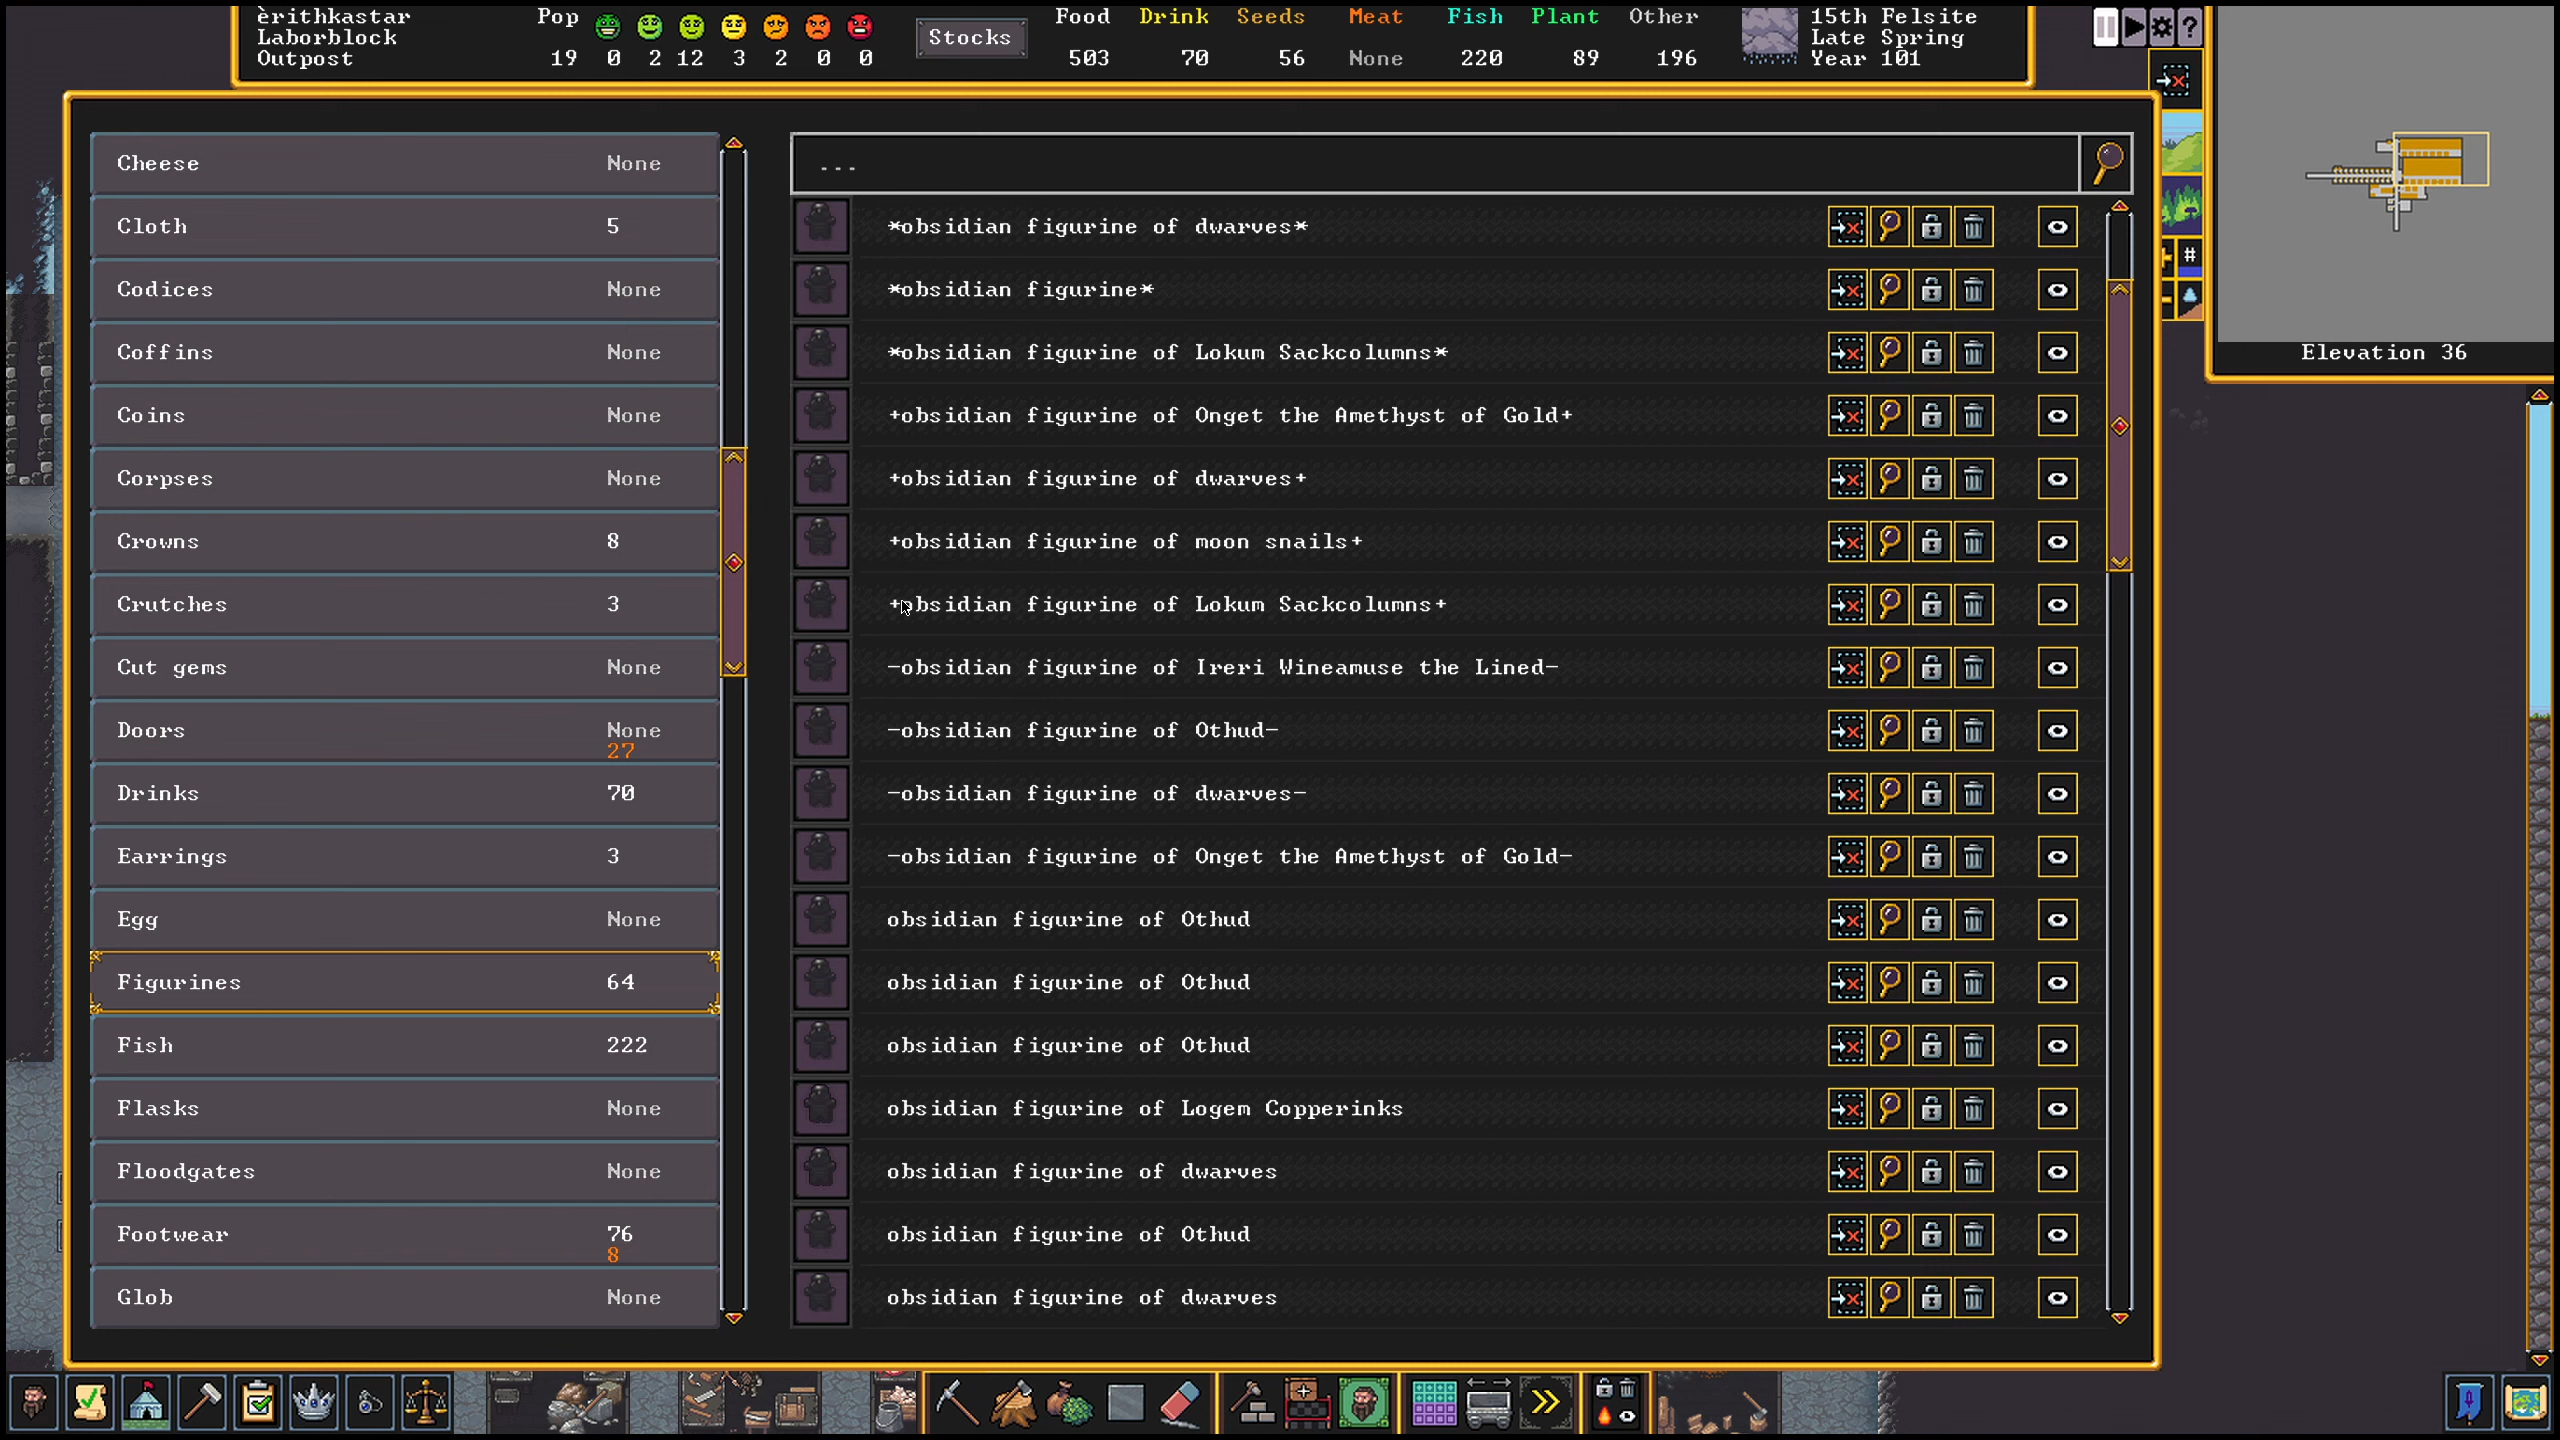 èrithkastar
Laborblock
Outpost
Pop
19 0 2 12 3 2 0 0
Stocks
Food Drink Seeds Meat Fish Plant Other
503 70 56 None 220 89 196
15th Felsite
Late Spring
Year 101
?
#
Elevation 36
Cheese None
Cloth 5
Codices None
Coffins None
Coins None
Corpses None
Crowns 8
Crutches 3
Cut gems None
Doors None
27
Drinks 70
Earrings 3
Egg None
Figurines 64
Fish 222
Flasks None
Floodgates None
Footwear 76
8
Glob None
...
*obsidian figurine of dwarves*
*obsidian figurine*
*obsidian figurine of Lokum Sackcolumns*
+obsidian figurine of Onget the Amethyst of Gold+
+obsidian figurine of dwarves+
+obsidian figurine of moon snails+
+obsidian figurine of Lokum Sackcolumns+
-obsidian figurine of Ireri Wineamuse the Lined-
-obsidian figurine of Othud-
-obsidian figurine of dwarves-
-obsidian figurine of Onget the Amethyst of Gold-
obsidian figurine of Othud
obsidian figurine of Othud
obsidian figurine of Othud
obsidian figurine of Logem Copperinks
obsidian figurine of dwarves
obsidian figurine of Othud
obsidian figurine of dwarves